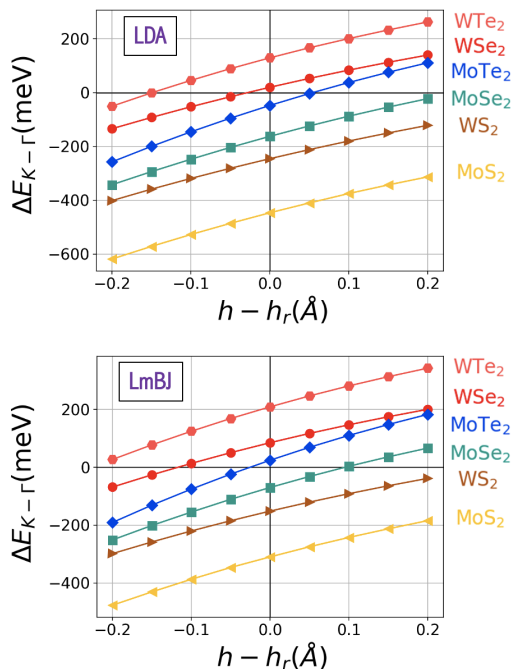 LDA
ΔE_{K−Γ}(meV)
200
0
−200
−400
−600
WTe₂
WSe₂
MoTe₂
MoSe₂
WS₂
MoS₂
−0.2 −0.1 0.0 0.1 0.2
h − h_r(Å)
LmBJ
ΔE_{K−Γ}(meV)
200
0
−200
−400
WTe₂
WSe₂
MoTe₂
MoSe₂
WS₂
MoS₂
−0.2 −0.1 0.0 0.1 0.2
h − h_r(Å)